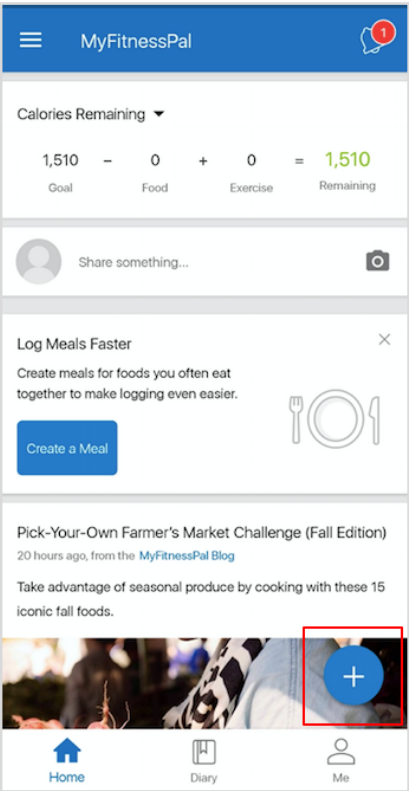 MyFitnessPal
1
Calories Remaining
1,510 – 0 + 0 = 1,510
Goal Food Exercise Remaining
Share something...
Log Meals Faster
Create meals for foods you often eat
together to make logging even easier.
Create a Meal
Pick-Your-Own Farmer's Market Challenge (Fall Edition)
20 hours ago, from the MyFitnessPal Blog
Take advantage of seasonal produce by cooking with these 15
iconic fall foods.
+
Home Diary Me